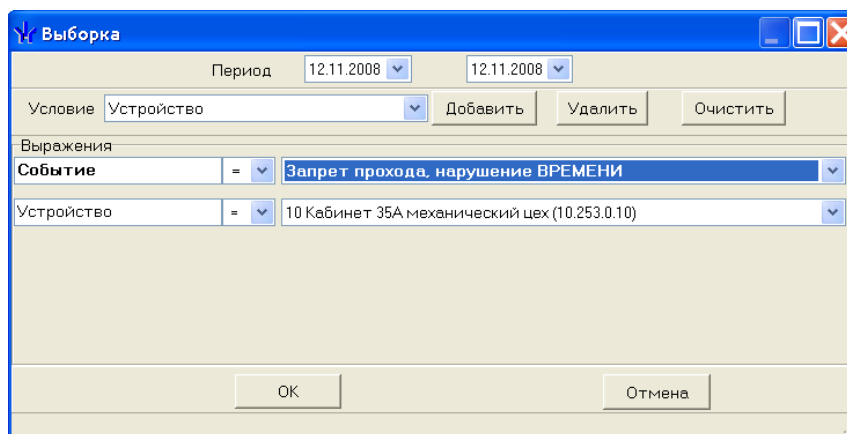 Выборка
Период 12.11.2008 12.11.2008
Условие Устройство Добавить Удалить Очистить
Выражения
Событие = Запрет прохода, нарушение ВРЕМЕНИ
Устройство = 10 Кабинет 35А механический цех (10.253.0.10)
OK Отмена